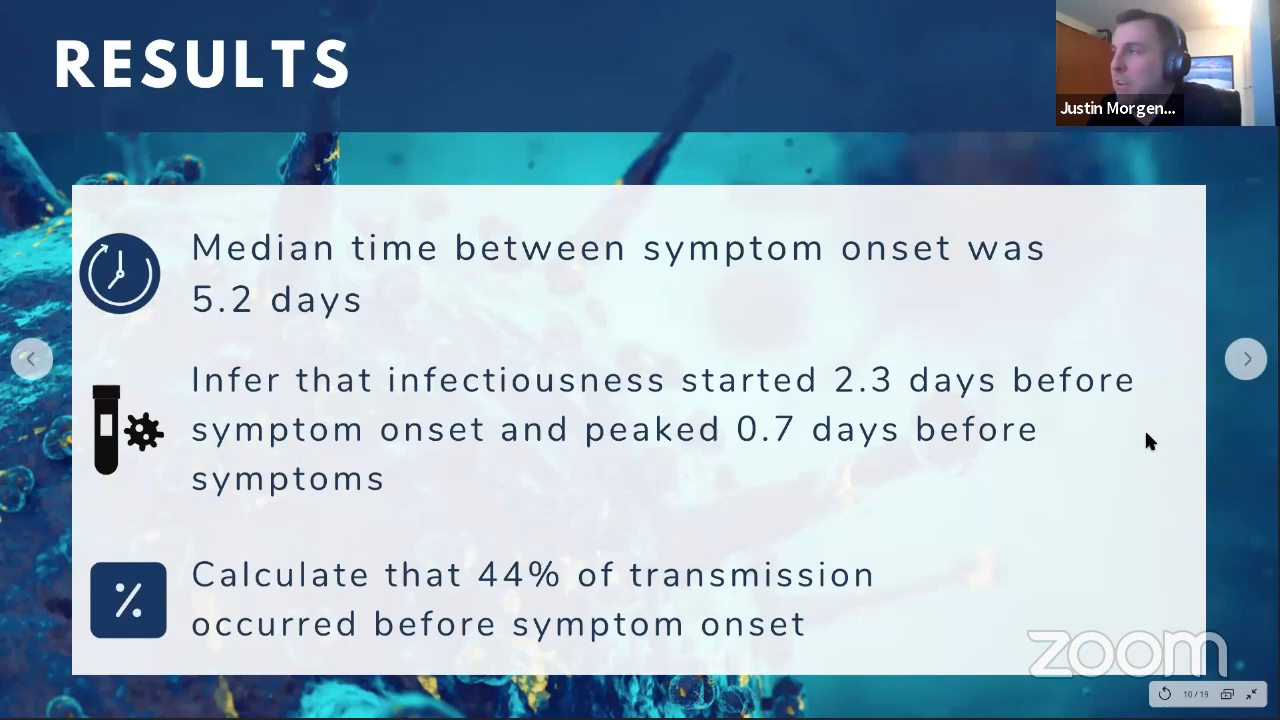 RESULTS
Justin Morgen...
Median time between symptom onset was
5.2 days
Infer that infectiousness started 2.3 days before
symptom onset and peaked 0.7 days before
symptoms
%
Calculate that 44% of transmission
occurred before symptom onset
zoom
10/19